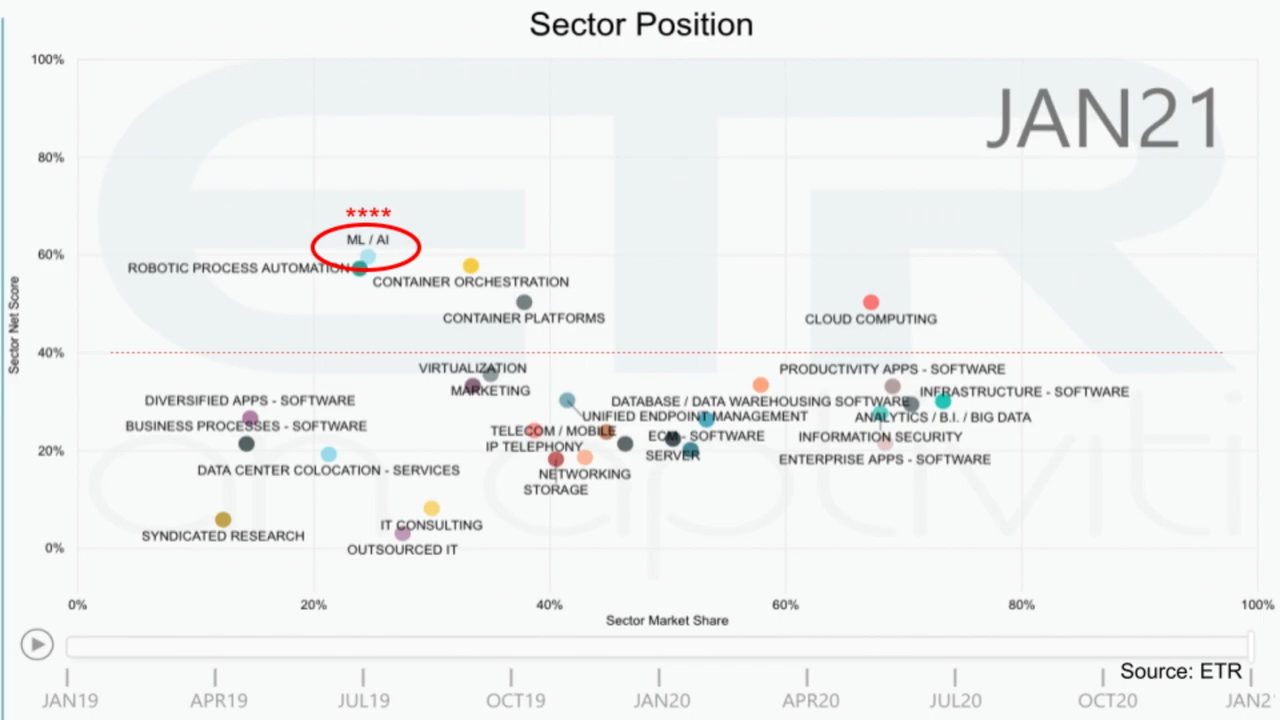 Sector Position
100%
JAN21
80%
****
ML / AI
60%
ROBOTIC PROCESS AUTOMATION
CONTAINER ORCHESTRATION
CONTAINER PLATFORMS
CLOUD COMPUTING
Sector Net Score
40%
VIRTUALIZATION
PRODUCTIVITY APPS - SOFTWARE
MARKETING
INFRASTRUCTURE - SOFTWARE
DIVERSIFIED APPS - SOFTWARE
DATABASE / DATA WAREHOUSING SOFTWARE
UNIFIED ENDPOINT MANAGEMENT
ANALYTICS / B.I. / BIG DATA
BUSINESS PROCESSES - SOFTWARE
TELECOM / MOBILE
ECM - SOFTWARE
INFORMATION SECURITY
IP TELEPHONY
20%
SERVER
ENTERPRISE APPS - SOFTWARE
DATA CENTER COLOCATION - SERVICES
NETWORKING
STORAGE
IT CONSULTING
SYNDICATED RESEARCH
0%
OUTSOURCED IT
ETR
an aptiviti
0% 20% 40% 60% 80% 100%
Sector Market Share
Source: ETR
JAN19 APR19 JUL19 OCT19 JAN20 APR20 JUL20 OCT20 JAN2